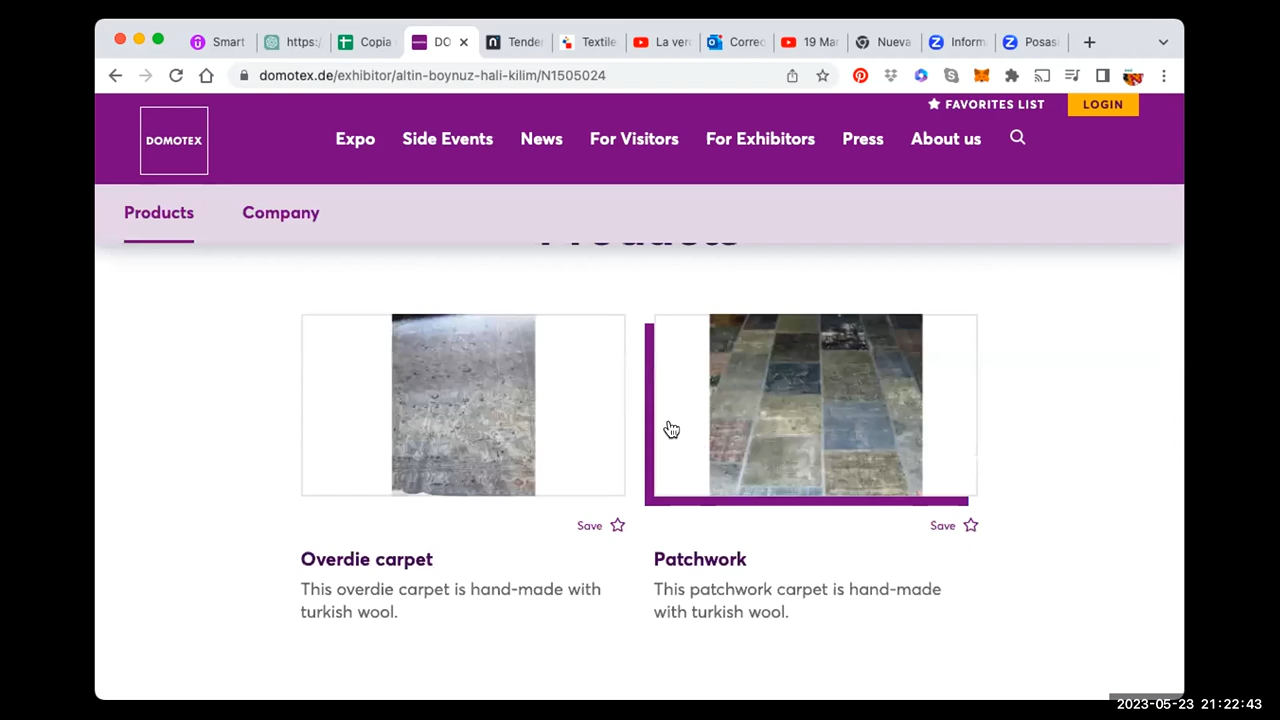 Smart
https:
Copia
DO
Tender
Textile
La ver
Correo
19 Mar
Nueva
Inform
Posas
domotex.de/exhibitor/altin-boynuz-hali-kilim/N1505024
FAVORITES LIST
LOGIN
DOMOTEX
Expo
Side Events
News
For Visitors
For Exhibitors
Press
About us
Products
Company
Products
Save
Save
Overdie carpet
Patchwork
This overdie carpet is hand-made with
turkish wool.
This patchwork carpet is hand-made
with turkish wool.
2023-05-23 21:22:43